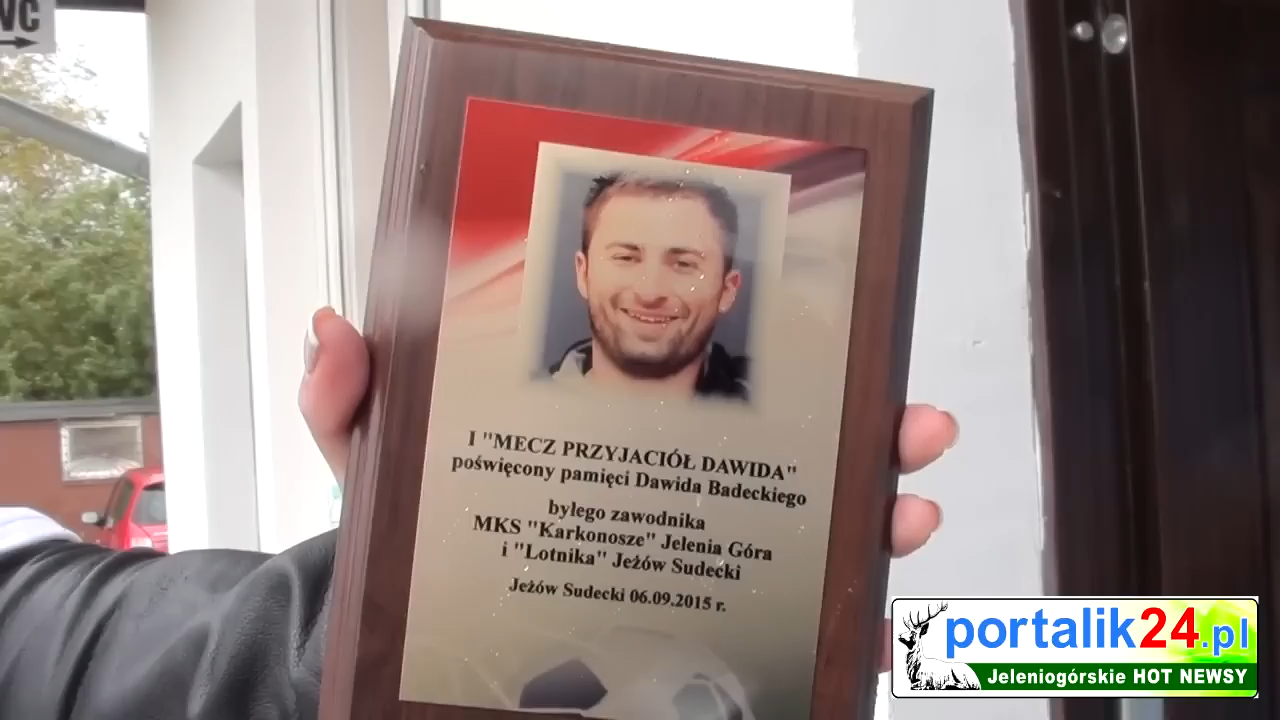 WC
I "MECZ PRZYJACIÓŁ DAWIDA"
poświęcony pamięci Dawida Badeckiego
byłego zawodnika
MKS "Karkonosze" Jelenia Góra
i "Lotnika" Jeżów Sudecki
Jeżów Sudecki 06.09.2015 r.
portalik24.pl
Jeleniogórskie HOT NEWSY